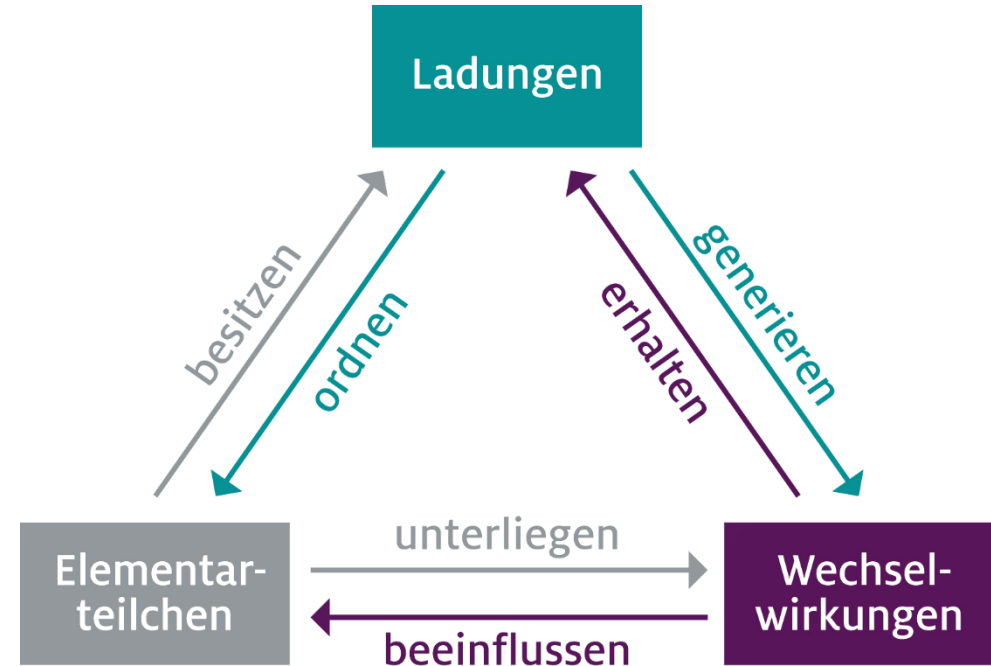 Ladungen
besitzen
ordnen
erhalten
generieren
Elementar-
teilchen
unterliegen
beeinflussen
Wechsel-
wirkungen